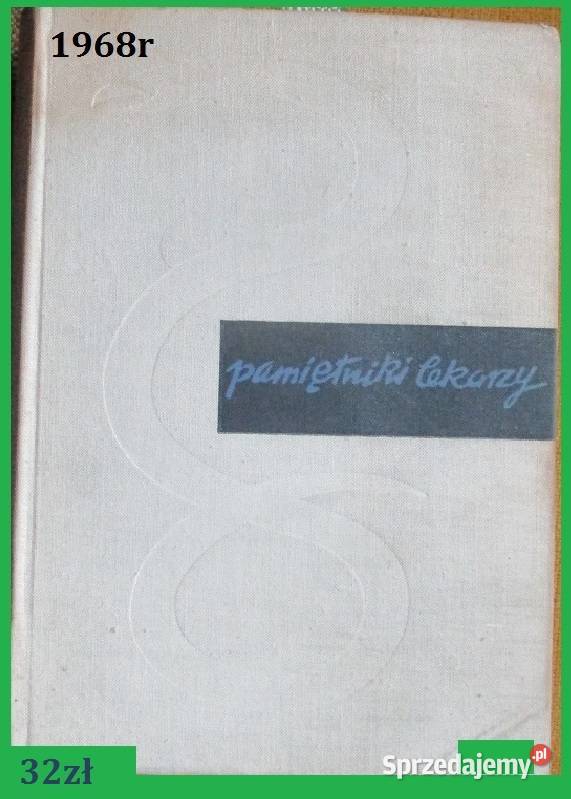 1968r
pamiętniki lekarzy
32zł
Sprzedajemy.pl